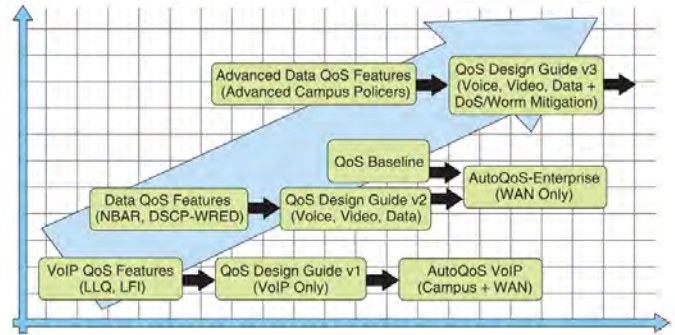 Advanced Data QoS Features
(Advanced Campus Policers)
QoS Design Guide v3
(Voice, Video, Data +
DoS/Worm Mitigation)
QoS Baseline
AutoQoS-Enterprise
(WAN Only)
Data QoS Features
(NBAR, DSCP-WRED)
QoS Design Guide v2
(Voice, Video, Data)
VoIP QoS Features
(LLQ, LFI)
QoS Design Guide v1
(VoIP Only)
AutoQoS VoIP
(Campus + WAN)